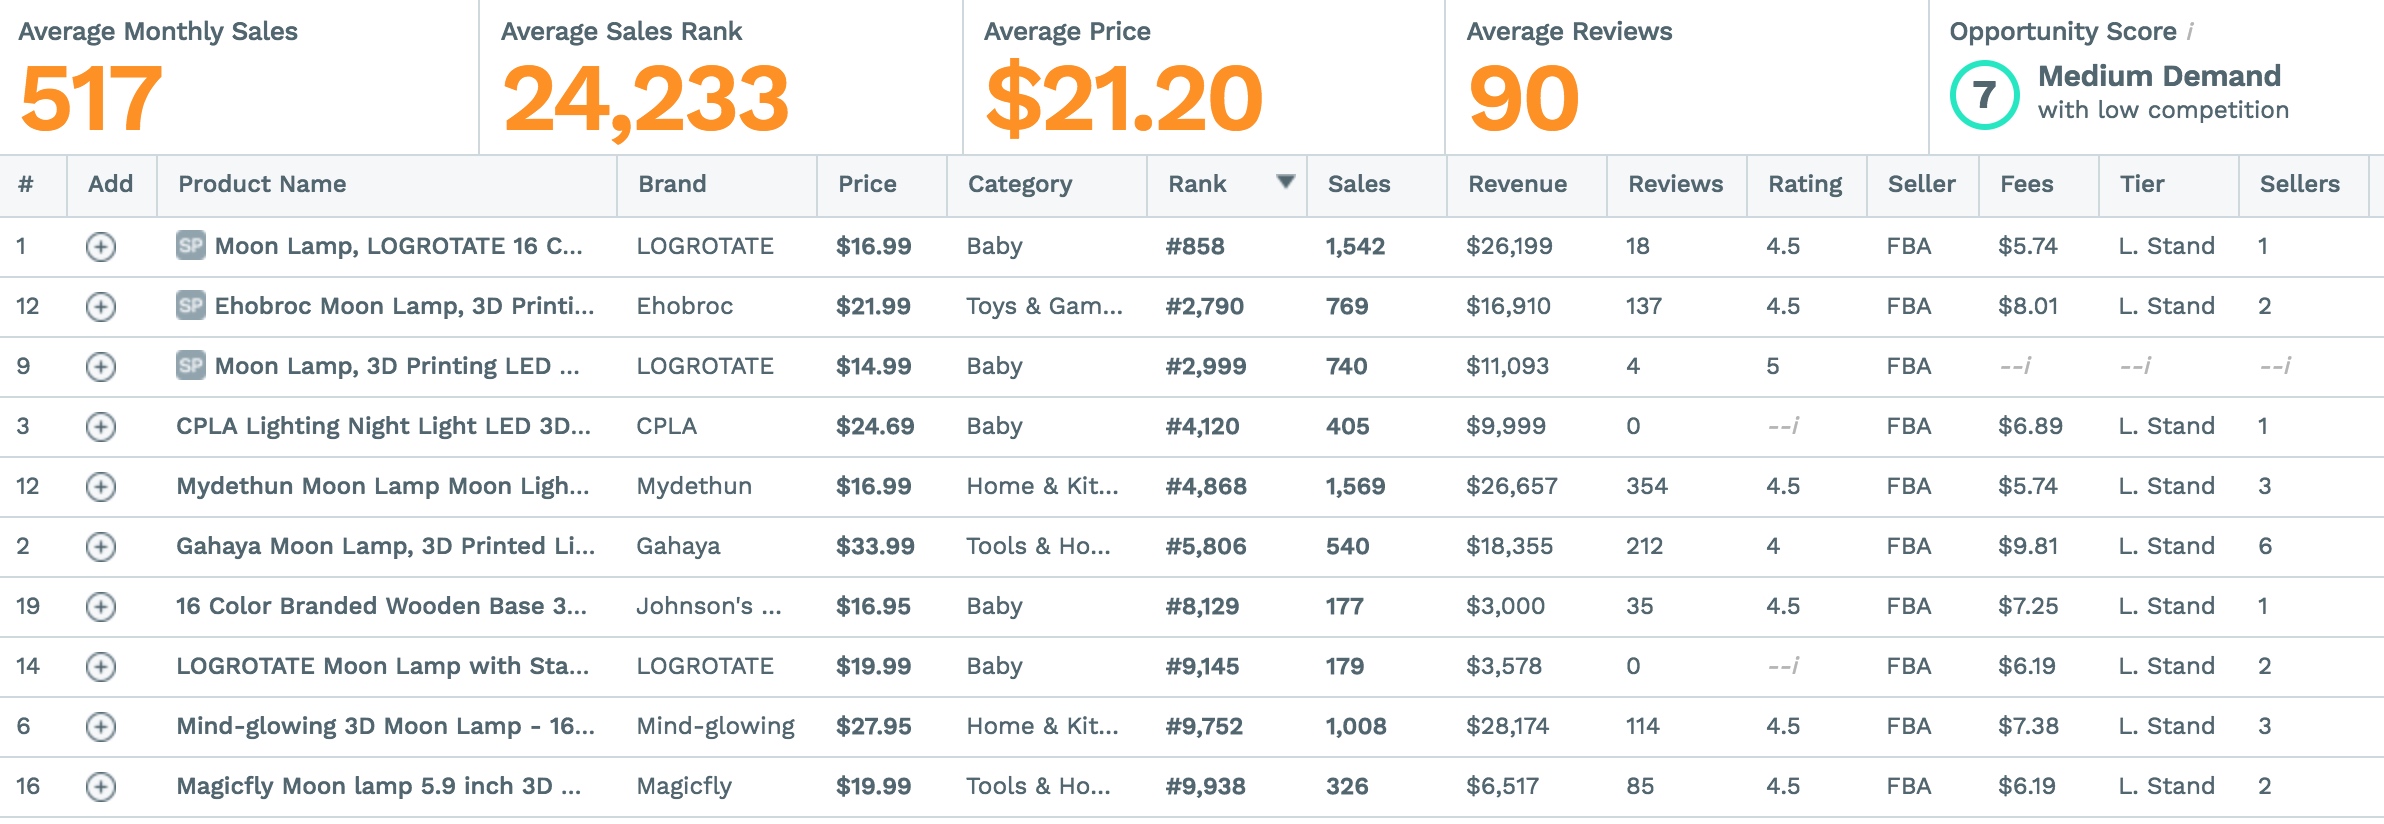 Average Monthly Sales
517
Average Sales Rank
24,233
Average Price
$21.20
Average Reviews
90
Opportunity Score i
7
Medium Demand
with low competition
# Add Product Name Brand Price Category Rank ▼ Sales Revenue Reviews Rating Seller Fees Tier Sellers
1 SP Moon Lamp, LOGROTATE 16 C... LOGROTATE $16.99 Baby #858 1,542 $26,199 18 4.5 FBA $5.74 L. Stand 1
12 SP Ehobroc Moon Lamp, 3D Printi... Ehobroc $21.99 Toys & Gam... #2,790 769 $16,910 137 4.5 FBA $8.01 L. Stand 2
9 SP Moon Lamp, 3D Printing LED ... LOGROTATE $14.99 Baby #2,999 740 $11,093 4 5 FBA --i --i --i
3 CPLA Lighting Night Light LED 3D... CPLA $24.69 Baby #4,120 405 $9,999 0 --i FBA $6.89 L. Stand 1
12 Mydethun Moon Lamp Moon Ligh... Mydethun $16.99 Home & Kit... #4,868 1,569 $26,657 354 4.5 FBA $5.74 L. Stand 3
2 Gahaya Moon Lamp, 3D Printed Li... Gahaya $33.99 Tools & Ho... #5,806 540 $18,355 212 4 FBA $9.81 L. Stand 6
19 16 Color Branded Wooden Base 3... Johnson's ... $16.95 Baby #8,129 177 $3,000 35 4.5 FBA $7.25 L. Stand 1
14 LOGROTATE Moon Lamp with Sta... LOGROTATE $19.99 Baby #9,145 179 $3,578 0 --i FBA $6.19 L. Stand 2
6 Mind-glowing 3D Moon Lamp - 16... Mind-glowing $27.95 Home & Kit... #9,752 1,008 $28,174 114 4.5 FBA $7.38 L. Stand 3
16 Magicfly Moon lamp 5.9 inch 3D ... Magicfly $19.99 Tools & Ho... #9,938 326 $6,517 85 4.5 FBA $6.19 L. Stand 2